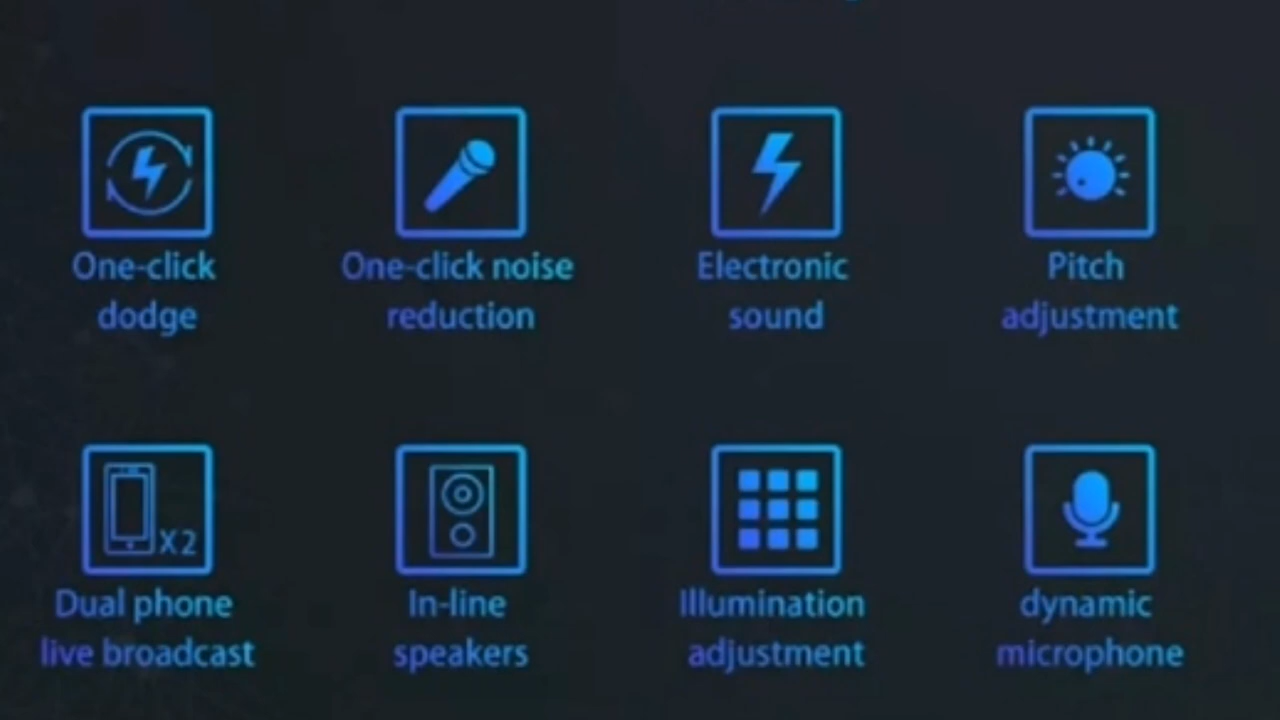 One-click
dodge
One-click noise
reduction
Electronic
sound
Pitch
adjustment
X2
Dual phone
live broadcast
In-line
speakers
Illumination
adjustment
dynamic
microphone